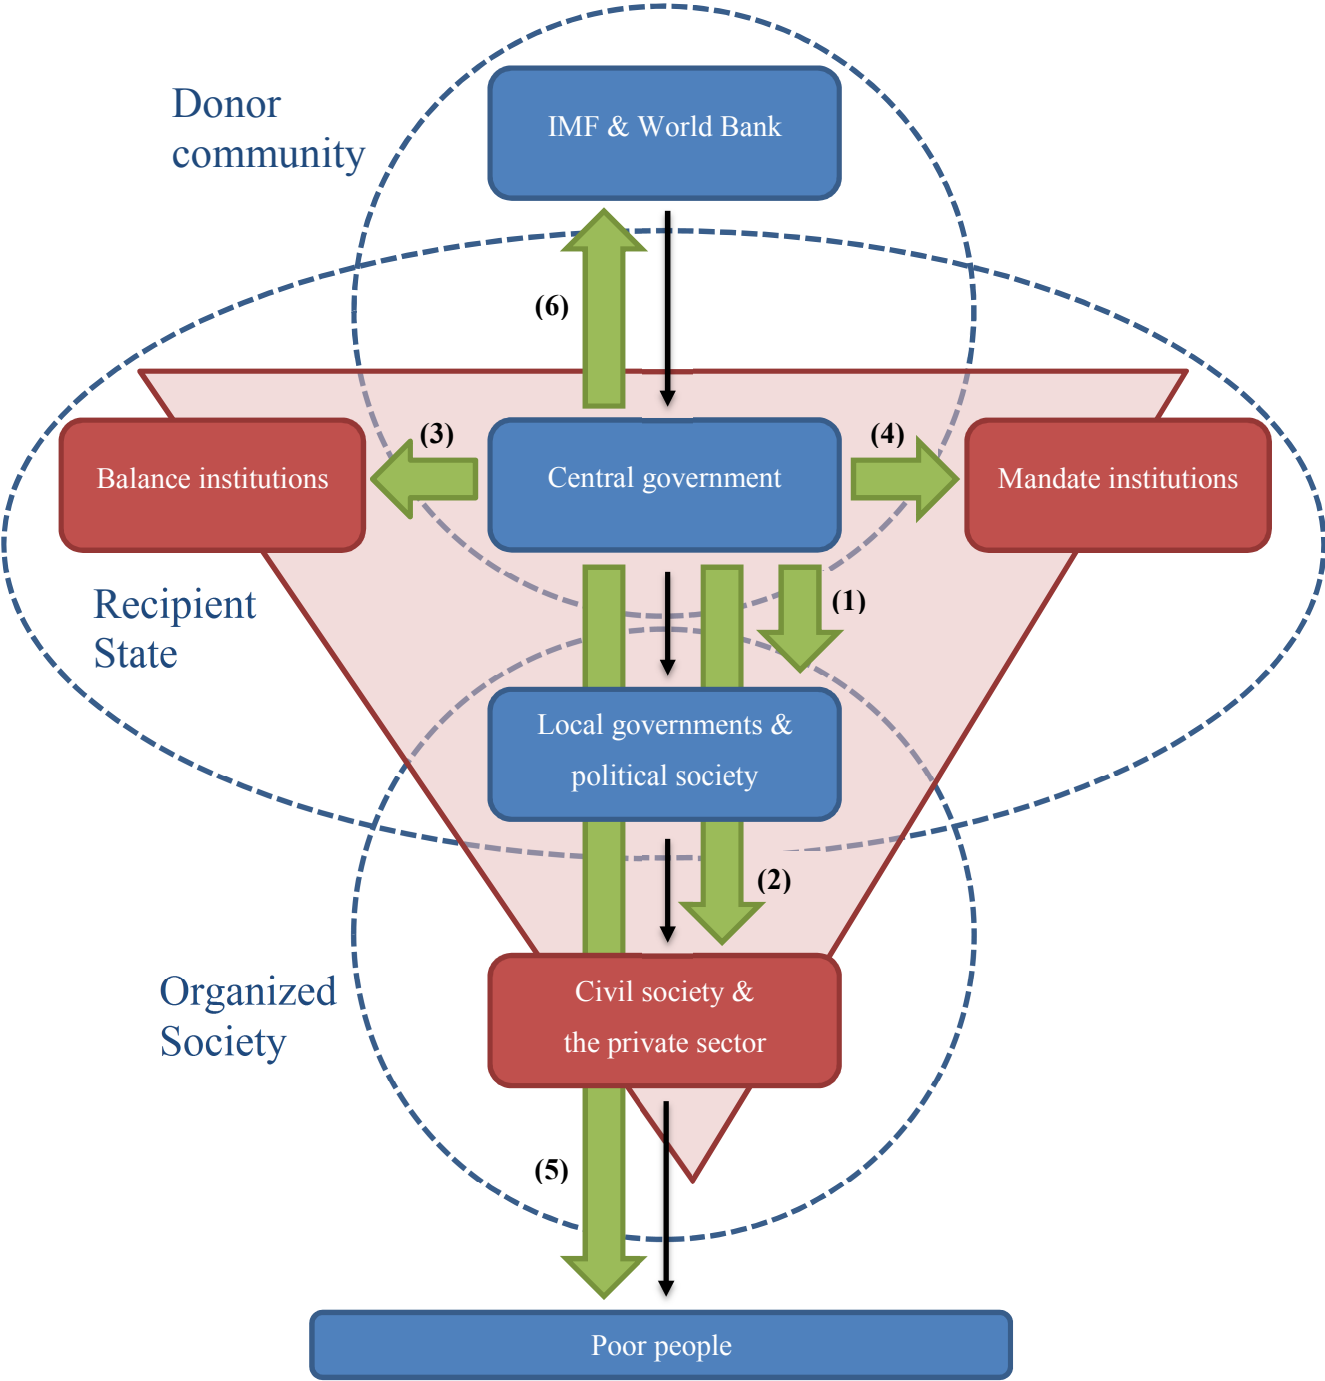 Donor
community
IMF & World Bank
(6)
(3)
(4)
Balance institutions
Central government
Mandate institutions
Recipient
State
(1)
Local governments &
political society
(2)
Organized
Society
Civil society &
the private sector
(5)
Poor people